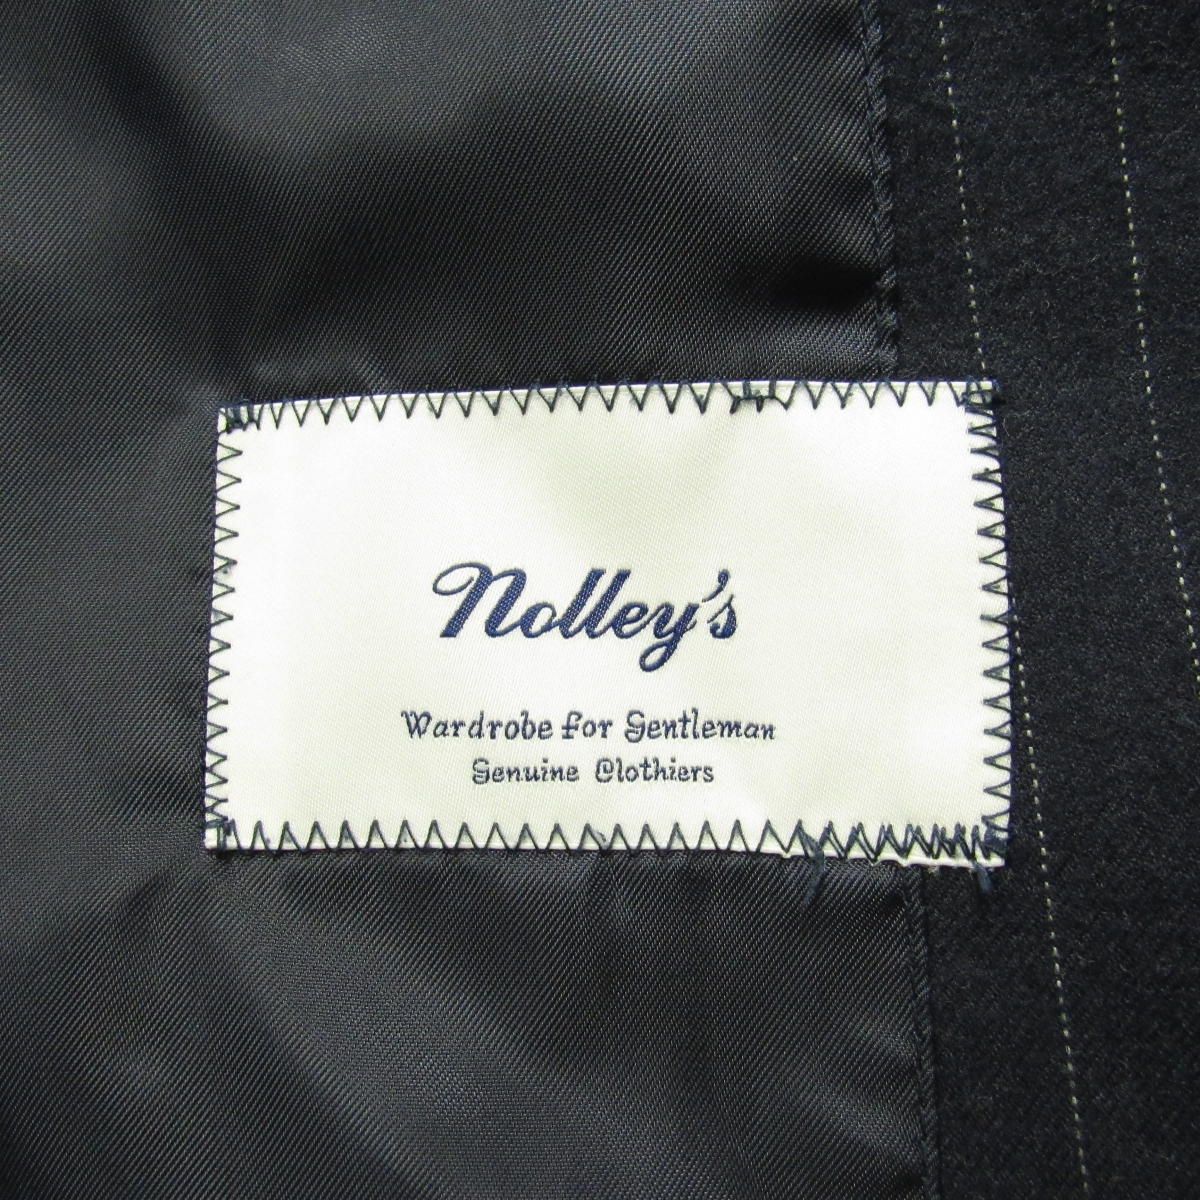 Nolley's
Wardrobe for Gentleman
Genuine Clothiers